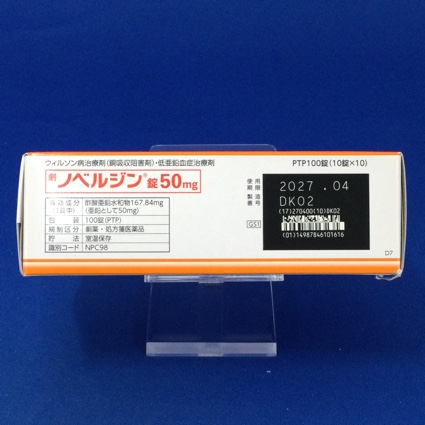 ウィルソン病治療剤(銅吸収阻害剤)・低亜鉛血症治療剤
PTP100錠(10錠×10)
劇 ノベルジン®錠50mg
有効成分(1錠中) 酢酸亜鉛水和物167.84mg
(亜鉛として50mg)
包装 100錠(PTP)
規制区分 劇薬・処方箋医薬品
貯法 室温保存
識別コード NPC98
使用期限 2027.04
製造番号 DK02
(17)270400(10)DK02
GS1
(01)14987846101616
D7